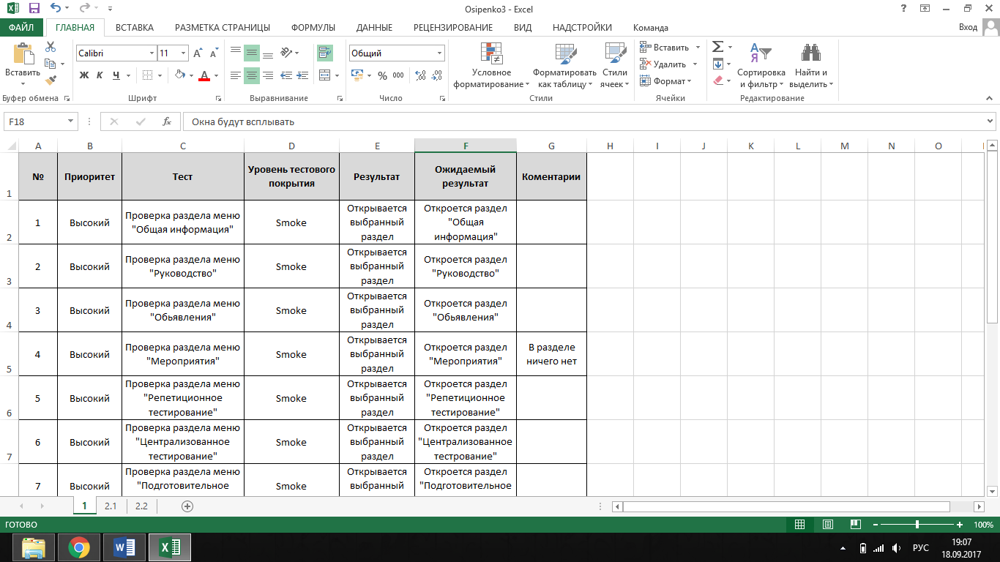 Osipenko3 - Excel
?
ФАЙЛ ГЛАВНАЯ ВСТАВКА РАЗМЕТКА СТРАНИЦЫ ФОРМУЛЫ ДАННЫЕ РЕЦЕНЗИРОВАНИЕ ВИД НАДСТРОЙКИ Команда Вход
Вставить
Буфер обмена
Calibri 11
Ж К Ч А
Шрифт
Выравнивание
Общий
% 000
Число
Условное
форматирование
Форматировать
как таблицу
Стили
ячеек
Стили
Вставить
Удалить
Формат
Ячейки
Сортировка
и фильтр
Найти и
выделить
Редактирование
F18 fx Окна будут всплывать
A B C D E F G H I J K L M N O
1
№
Приоритет
Тест
Уровень тестового
покрытия
Результат
Ожидаемый
результат
Коментарии
2
1
Высокий
Проверка раздела меню
"Общая информация"
Smoke
Открывается
выбранный
раздел
Откроется раздел
"Общая
информация"
3
2
Высокий
Проверка раздела меню
"Руководство"
Smoke
Открывается
выбранный
раздел
Откроется раздел
"Руководство"
4
3
Высокий
Проверка раздела меню
"Обьявления"
Smoke
Открывается
выбранный
раздел
Откроется раздел
"Обьявления"
5
4
Высокий
Проверка раздела меню
"Мероприятия"
Smoke
Открывается
выбранный
раздел
Откроется раздел
"Мероприятия"
В разделе
ничего нет
6
5
Высокий
Проверка раздела меню
"Репетиционное
тестирование"
Smoke
Открывается
выбранный
раздел
Откроется раздел
"Репетиционное
тестирование"
7
6
Высокий
Проверка раздела меню
"Централизованное
тестирование"
Smoke
Открывается
выбранный
раздел
Откроется раздел
"Централизованное
тестрование"
7
Высокий
Проверка раздела меню
"Подготовительное
Smoke
Открывается
выбранный
Откроется раздел
"Подготовительное
1 2.1 2.2
ГОТОВО 100%
РУС
19:07
18.09.2017